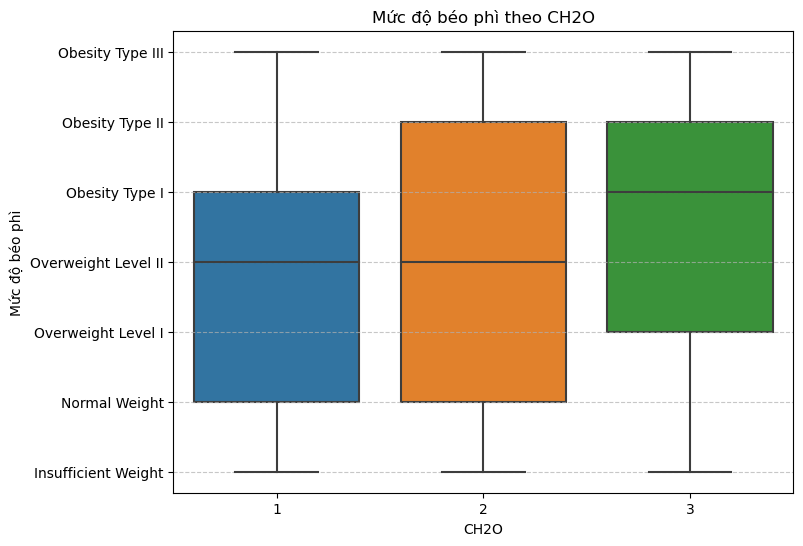 Mức độ béo phì theo CH2O
Mức độ béo phì
Obesity Type III
Obesity Type II
Obesity Type I
Overweight Level II
Overweight Level I
Normal Weight
Insufficient Weight
1 2 3
CH2O